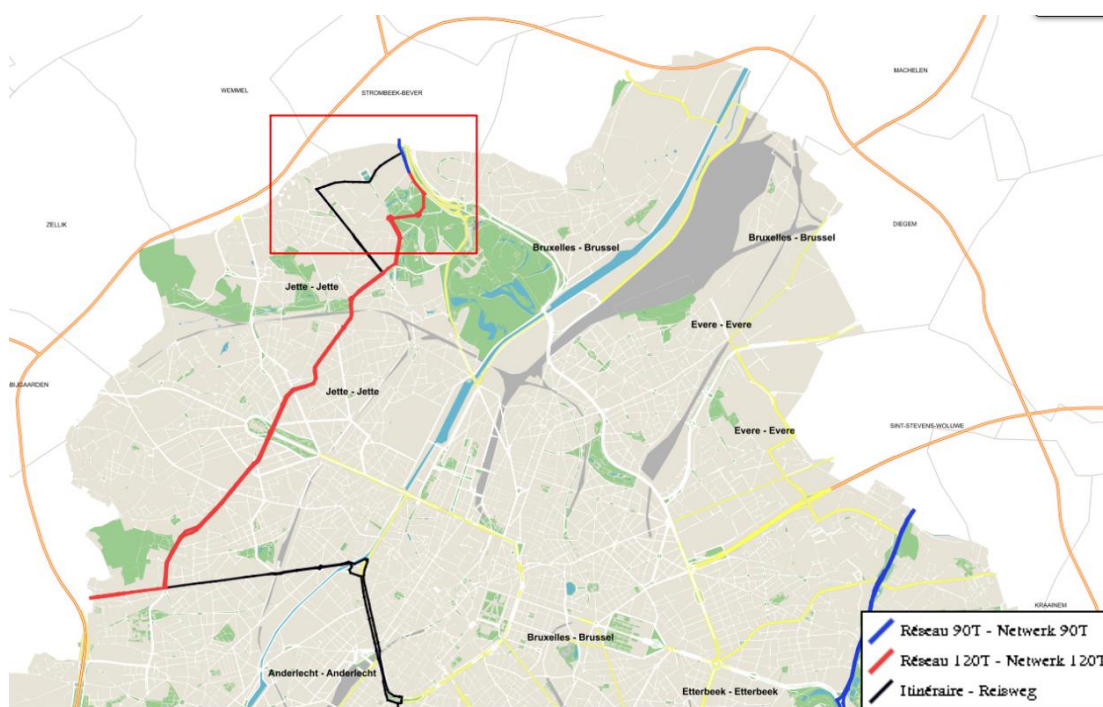 MACHELEN
WEMMEL
STROMBEEK-BEVER
ZELLIK
DIEGEM
Bruxelles - Brussel
Bruxelles - Brussel
Jette - Jette
Evere - Evere
BIJGAARDEN
Jette - Jette
Evere - Evere
SINT-STEVENS-WOLUWE
KRAAINEM
Réseau 90T - Netwerk 90T
Bruxelles - Brussel
Réseau 120T - Netwerk 120T
Anderlecht - Anderlecht
Etterbeek - Etterbeek
Itinéraire - Reisweg